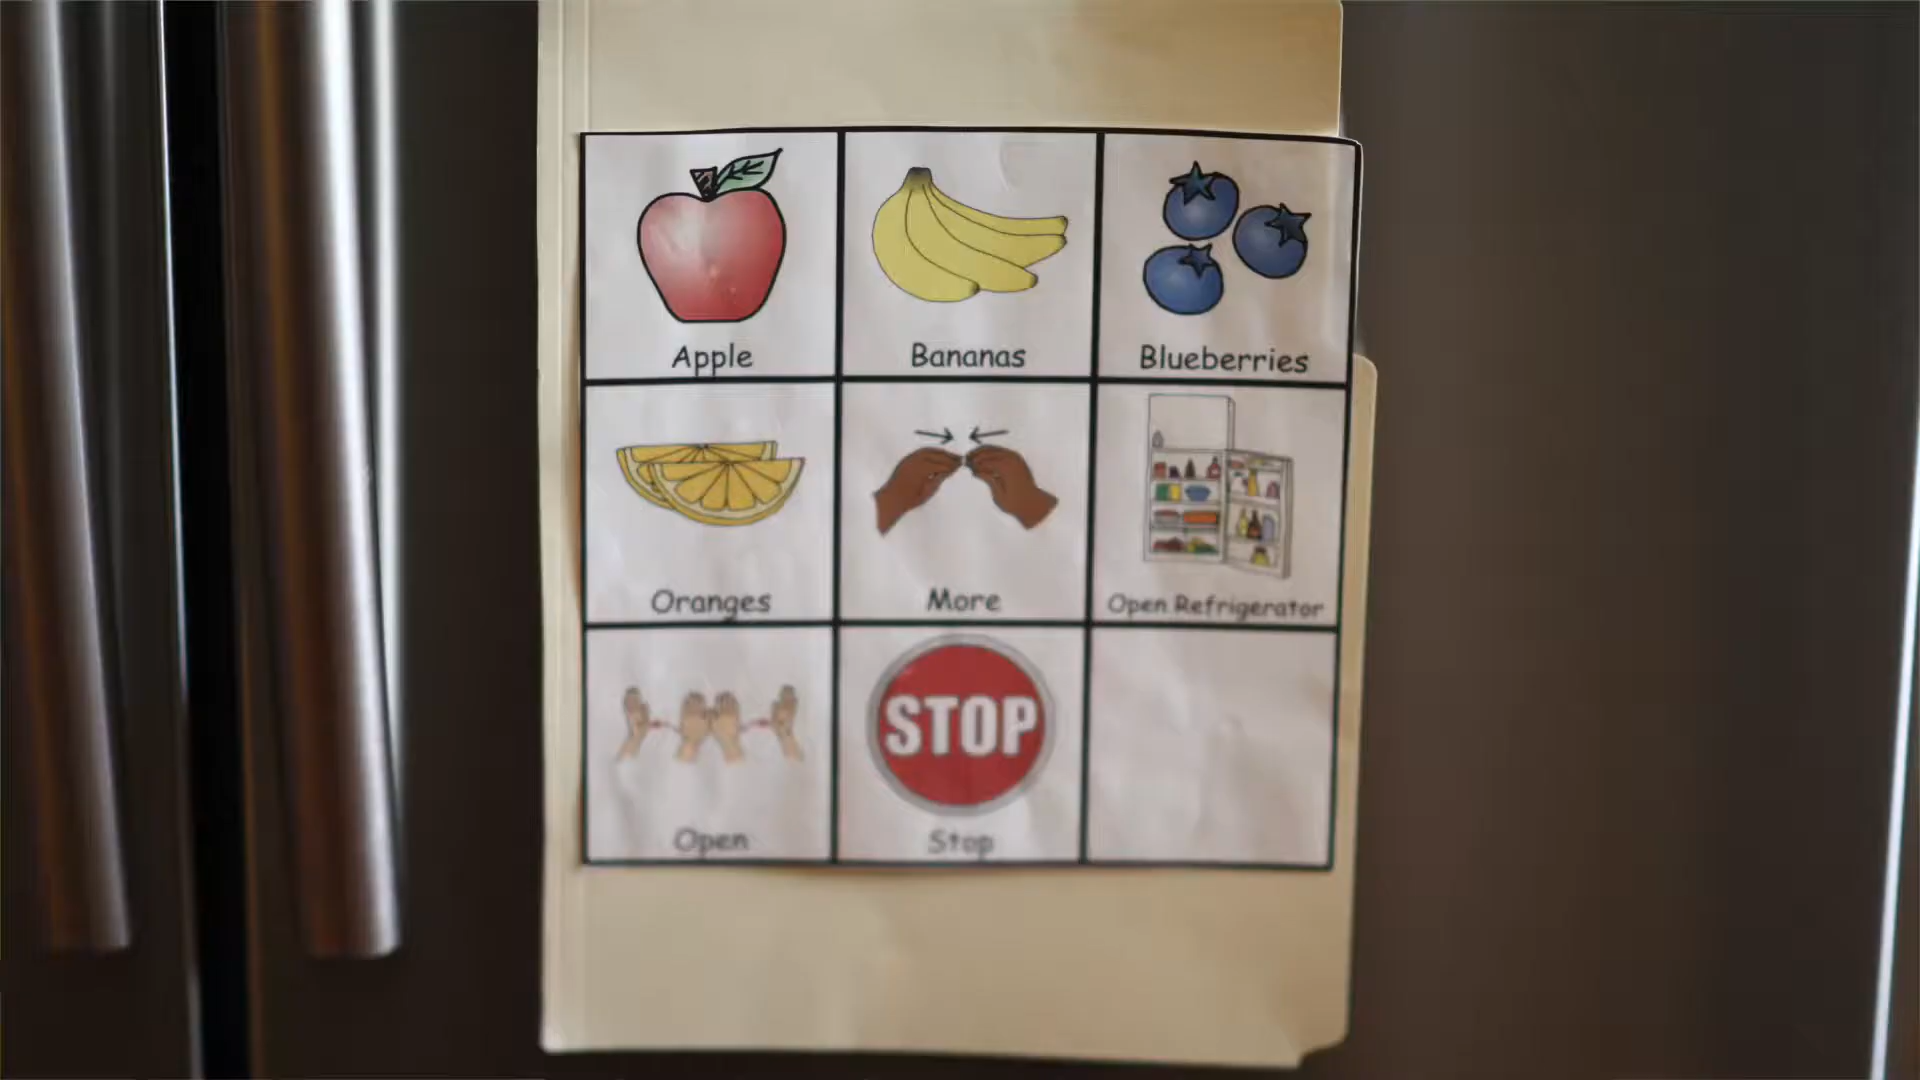 Apple
Bananas
Blueberries
Oranges
More
Open Refrigerator
STOP
Open
Stop